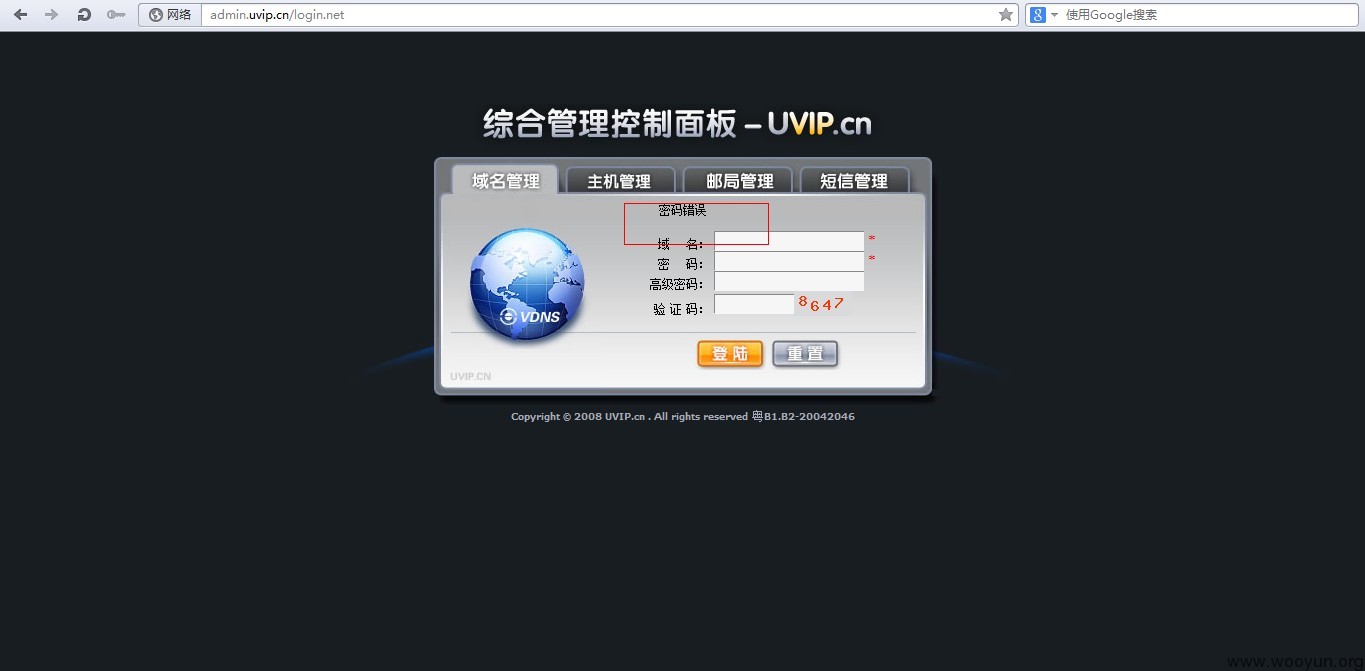 网络 admin.uvip.cn/login.net 使用Google搜索
综合管理控制面板 – UVIP.cn
域名管理 主机管理 邮局管理 短信管理
密码错误
域 名： *
密 码： *
高级密码：
验 证 码： 8647
VDNS
登 陆 重 置
UVIP.CN
Copyright © 2008 UVIP.cn . All rights reserved 粤B1.B2-20042046
www.wooyun.org